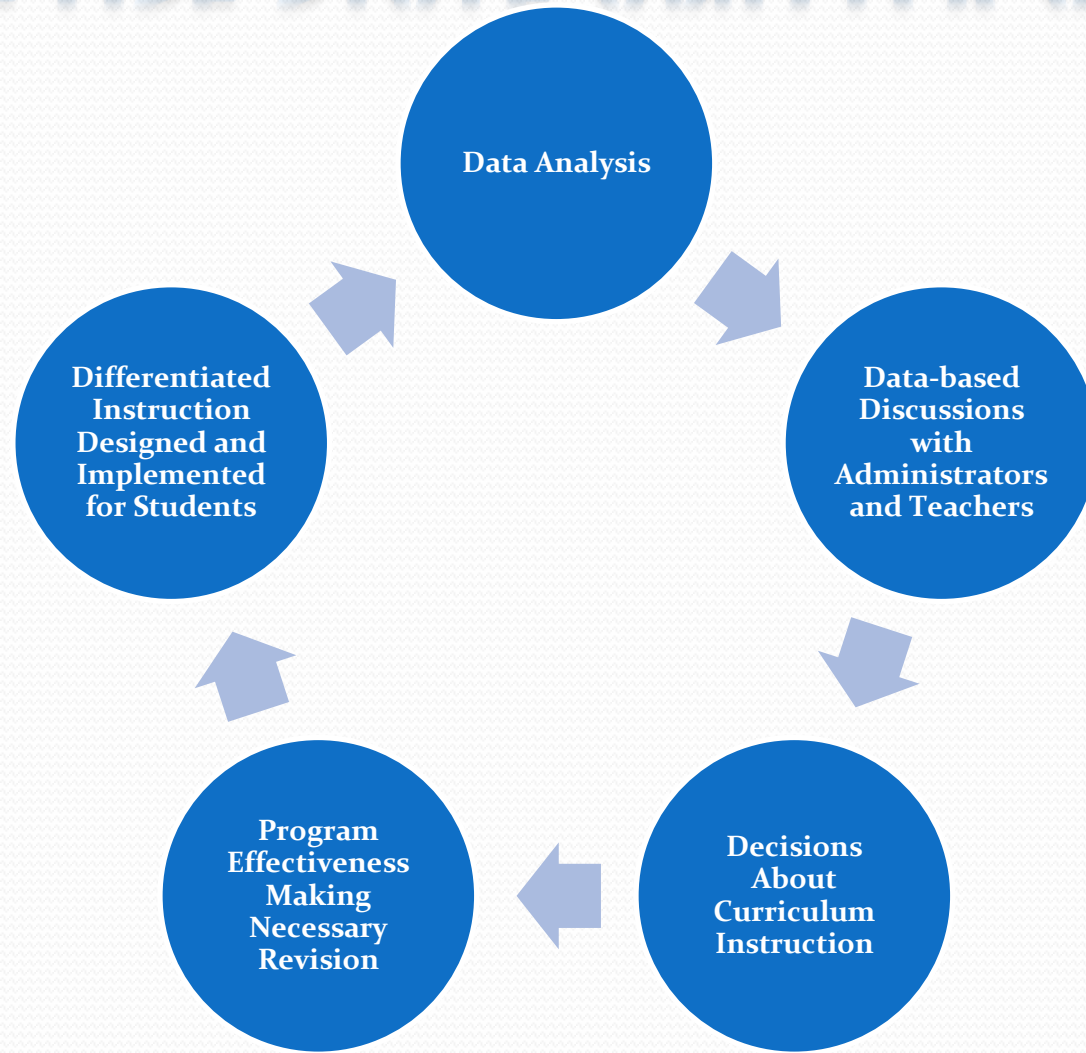 Data Analysis
Data-based
Discussions
with
Administrators
and Teachers
Decisions
About
Curriculum
Instruction
Program
Effectiveness
Making
Necessary
Revision
Differentiated
Instruction
Designed and
Implemented
for Students